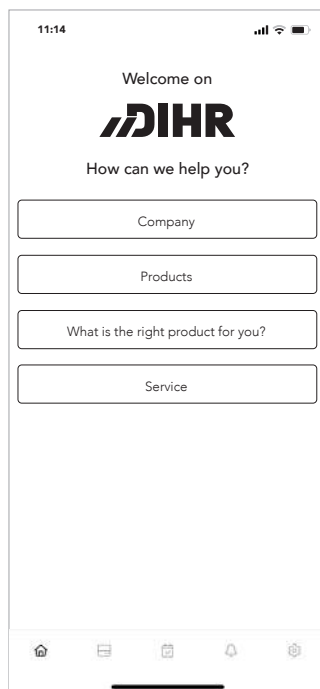 11:14
Welcome on
DIHR
How can we help you?
Company
Products
What is the right product for you?
Service